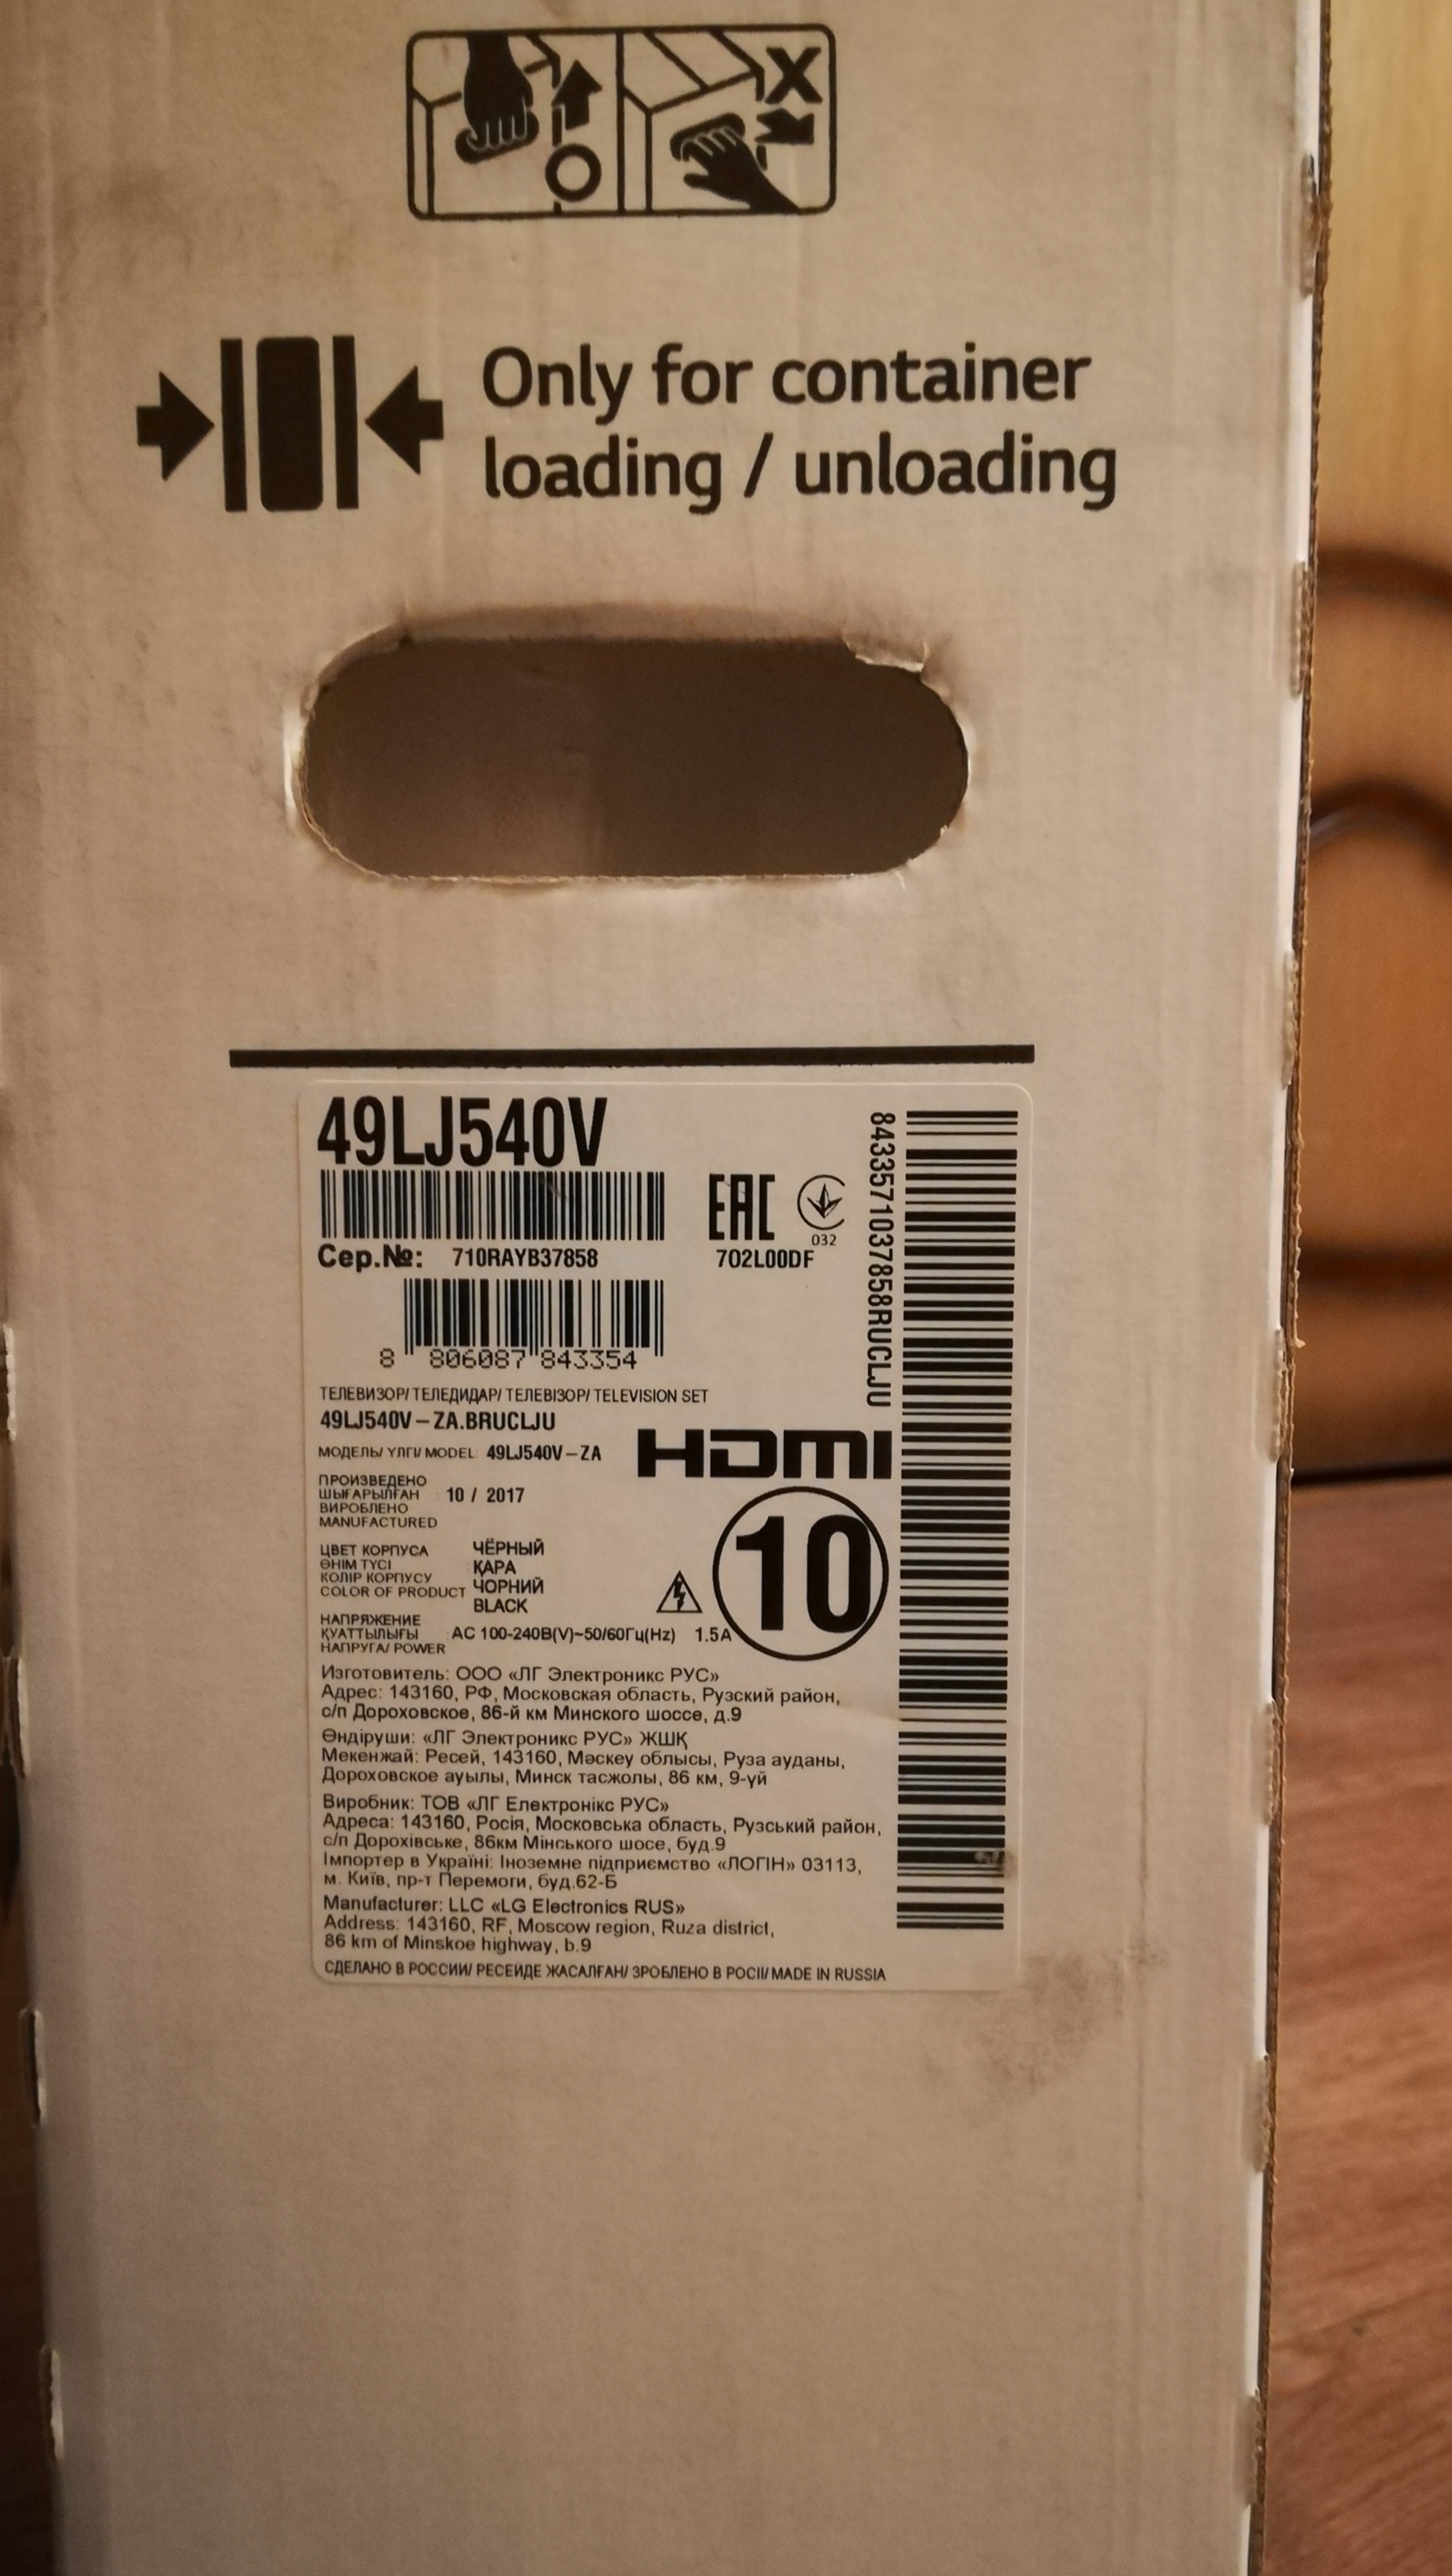 X
Only for container
loading / unloading
49LJ540V
EAC
032
Сер.№: 710RAYB37858
702L00DF
8433571037858RUCLJU
8 806087 843354
ТЕЛЕВИЗОР/ ТЕЛЕДИДАР/ ТЕЛЕВІЗОР/ TELEVISION SET
49LJ540V-ZA.BRUCLJU
МОДЕЛЬ/ ҮЛГІ/ MODEL 49LJ540V-ZA
HDMI
ПРОИЗВЕДЕНО
ШЫҒАРЫЛҒАН 10 / 2017
ВИРОБЛЕНО
MANUFACTURED
10
ЦВЕТ КОРПУСА ЧЁРНЫЙ
ӨНІМ ТҮСІ ҚАРА
КОЛІР КОРПУСУ ЧОРНИЙ
COLOR OF PRODUCT BLACK
НАПРЯЖЕНИЕ
ҚУАТТЫЛЫҒЫ AC 100-240В(V)~50/60Гц(Hz) 1.5A
НАПРУГА/ POWER
Изготовитель: ООО «ЛГ Электроникс РУС»
Адрес: 143160, РФ, Московская область, Рузский район,
с/п Дороховское, 86-й км Минского шоссе, д.9
Өндіруши: «ЛГ Электроникс РУС» ЖШҚ
Мекенжай: Ресей, 143160, Мәскеу облысы, Руза ауданы,
Дороховское ауылы, Минск тасжолы, 86 км, 9-үй
Виробник: ТОВ «ЛГ Електронікс РУС»
Адреса: 143160, Росія, Московська область, Рузський район,
с/п Дорохівське, 86км Мінського шосе, буд.9
Імпортер в Україні: Іноземне підприємство «ЛОГІН» 03113,
м. Київ, пр-т Перемоги, буд.62-Б
Manufacturer: LLC «LG Electronics RUS»
Address: 143160, RF, Moscow region, Ruza district,
86 km of Minskoe highway, b.9
СДЕЛАНО В РОССИИ/ РЕСЕЙДЕ ЖАСАЛҒАН/ ЗРОБЛЕНО В РОСІІ/ MADE IN RUSSIA